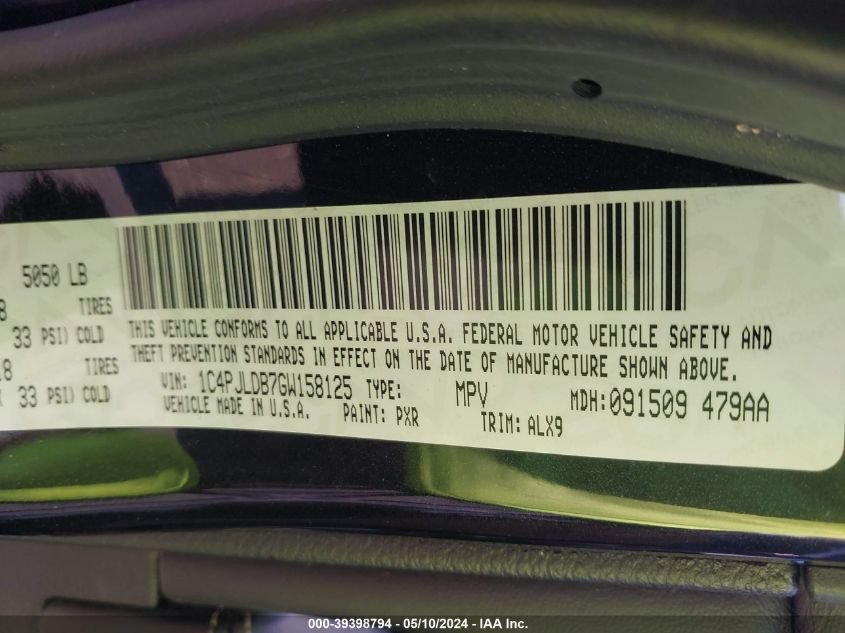 5050 LB
8 TIRES
33 PSI) COLD
18 TIRES
33 PSI) COLD
THIS VEHICLE CONFORMS TO ALL APPLICABLE U.S.A. FEDERAL MOTOR VEHICLE SAFETY AND
THEFT PREVENTION STANDARDS IN EFFECT ON THE DATE OF MANUFACTURE SHOWN ABOVE.
VIN: 1C4PJLDB7GW158125 TYPE: MPV MDH:091509 479AA
VEHICLE MADE IN U.S.A. PAINT: PXR TRIM: ALX9
000-39398794 - 05/10/2024 - IAA Inc.